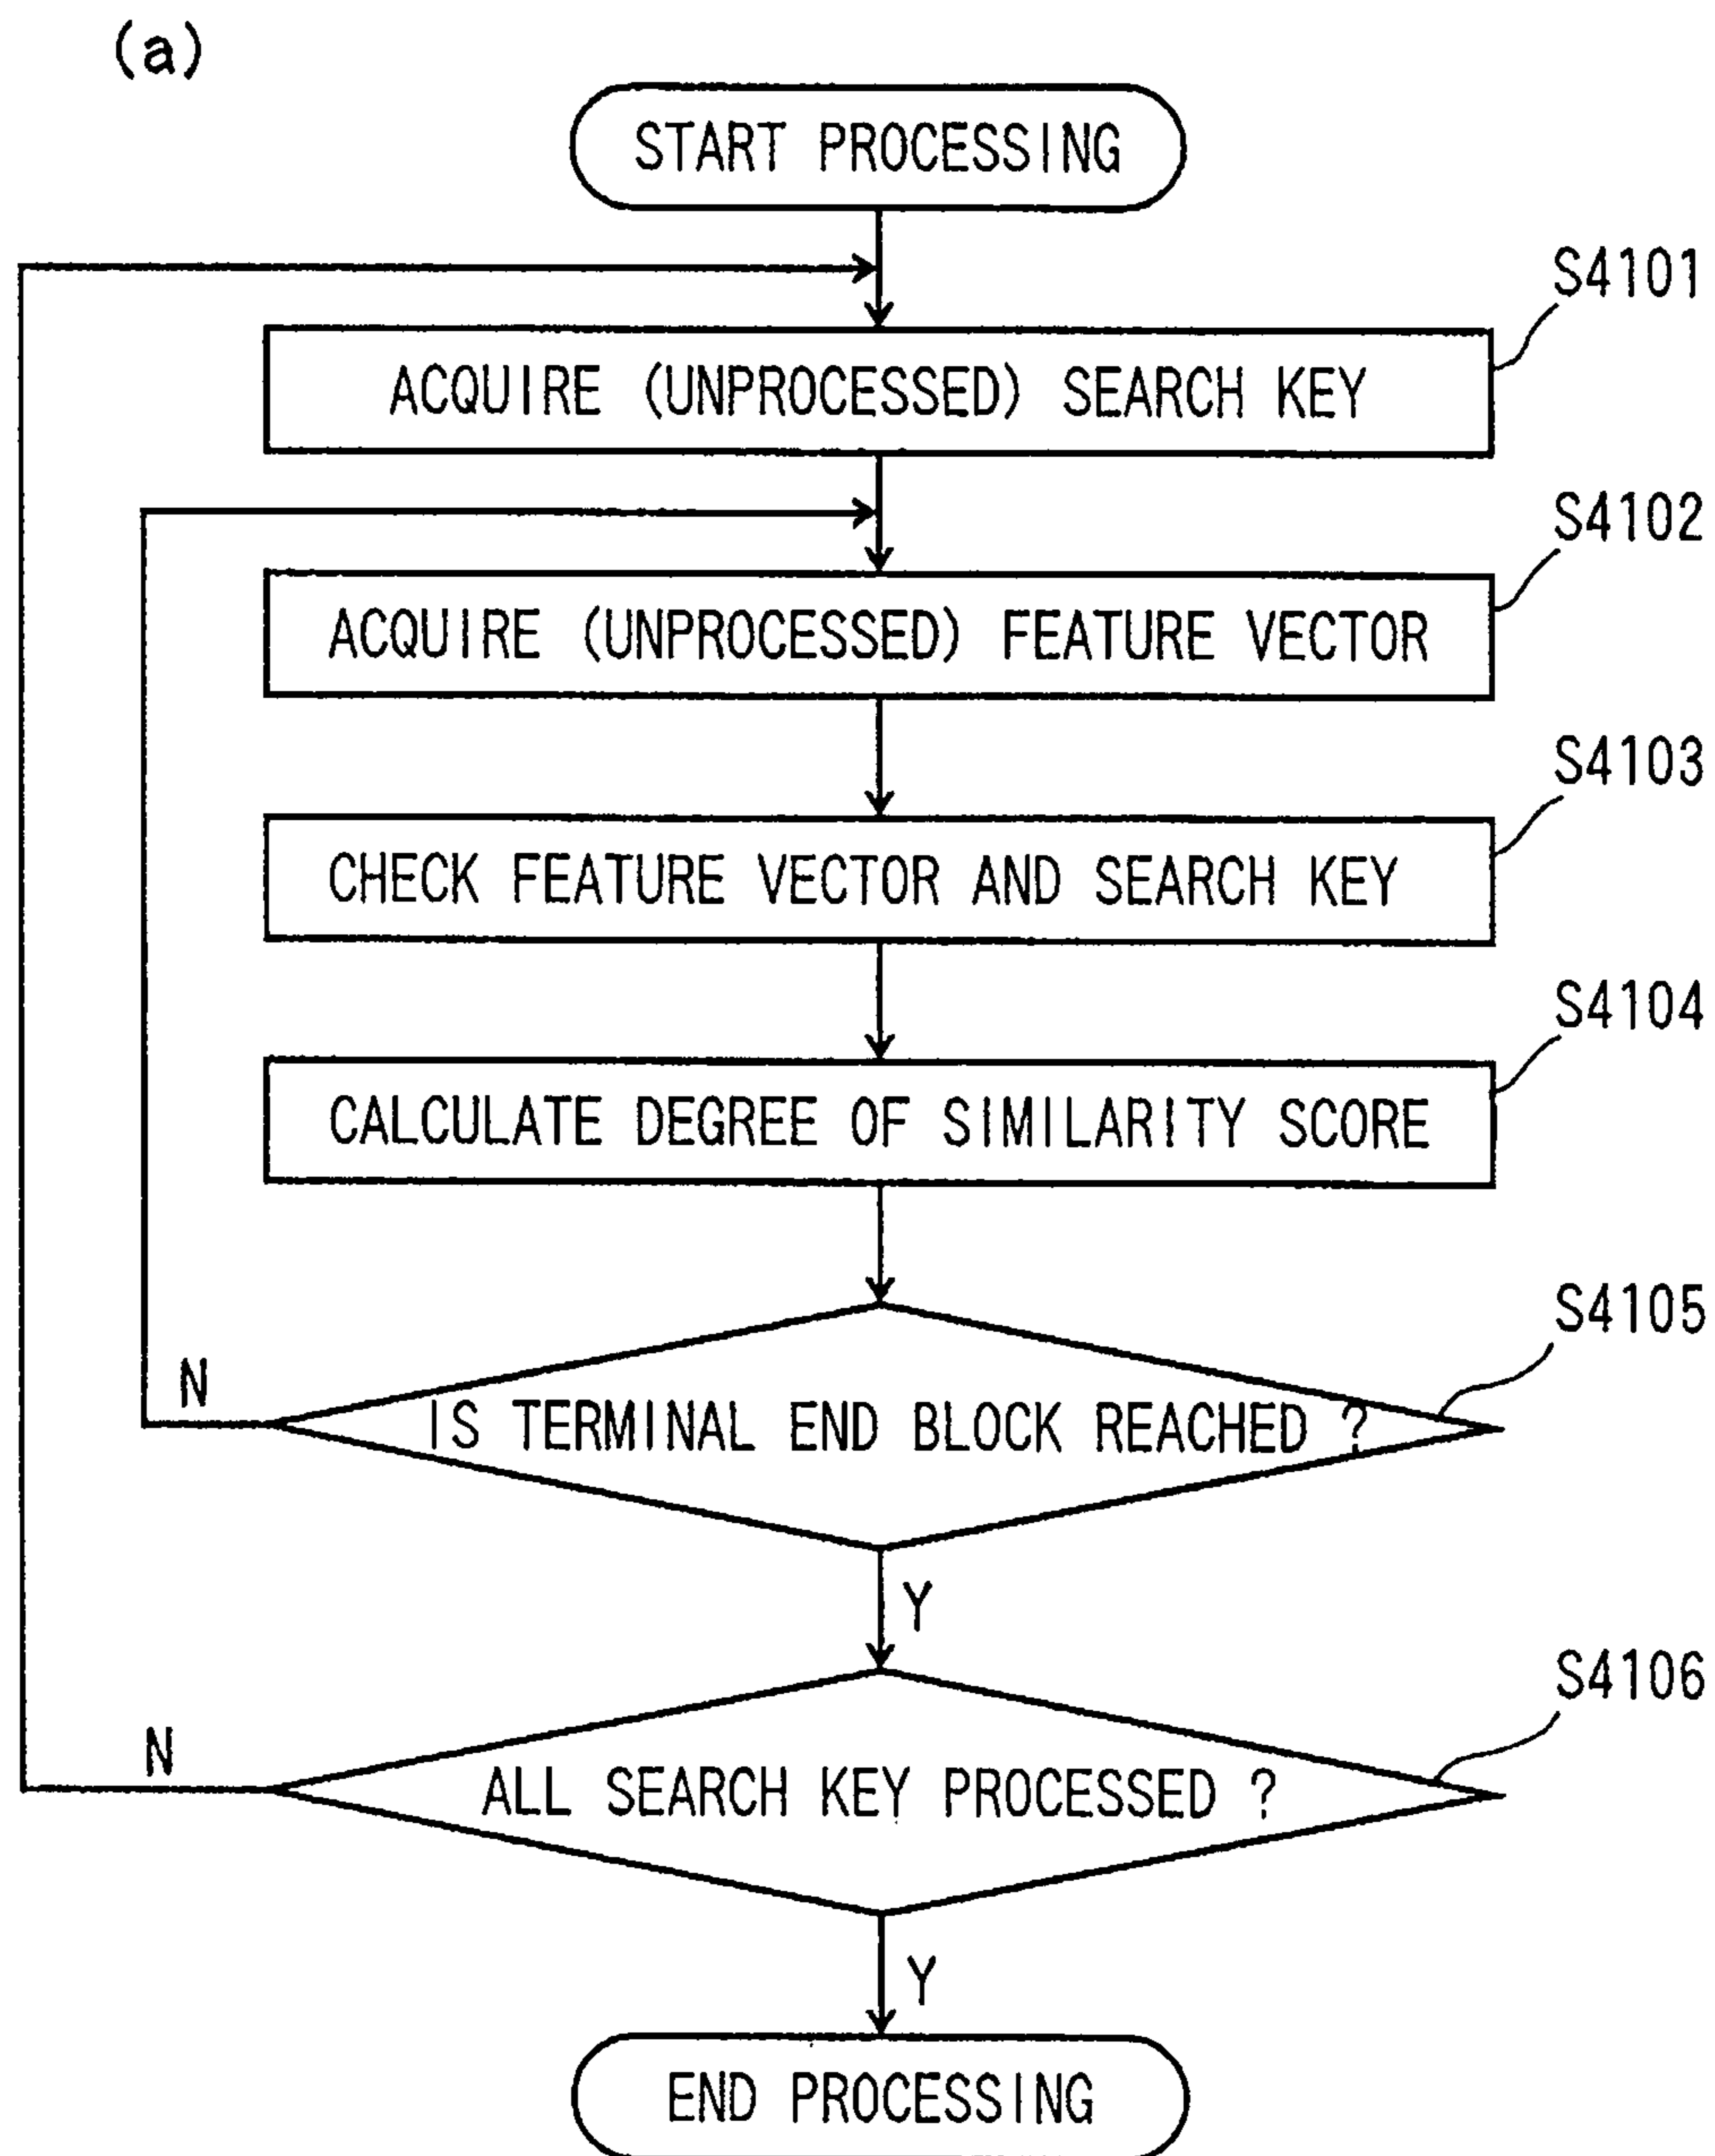 (a)
START PROCESSING
S4101
ACQUIRE (UNPROCESSED) SEARCH KEY
S4102
ACQUIRE (UNPROCESSED) FEATURE VECTOR
S4103
CHECK FEATURE VECTOR AND SEARCH KEY
S4104
CALCULATE DEGREE OF SIMILARITY SCORE
S4105
N
IS TERMINAL END BLOCK REACHED ?
Y
S4106
N
ALL SEARCH KEY PROCESSED ?
Y
END PROCESSING